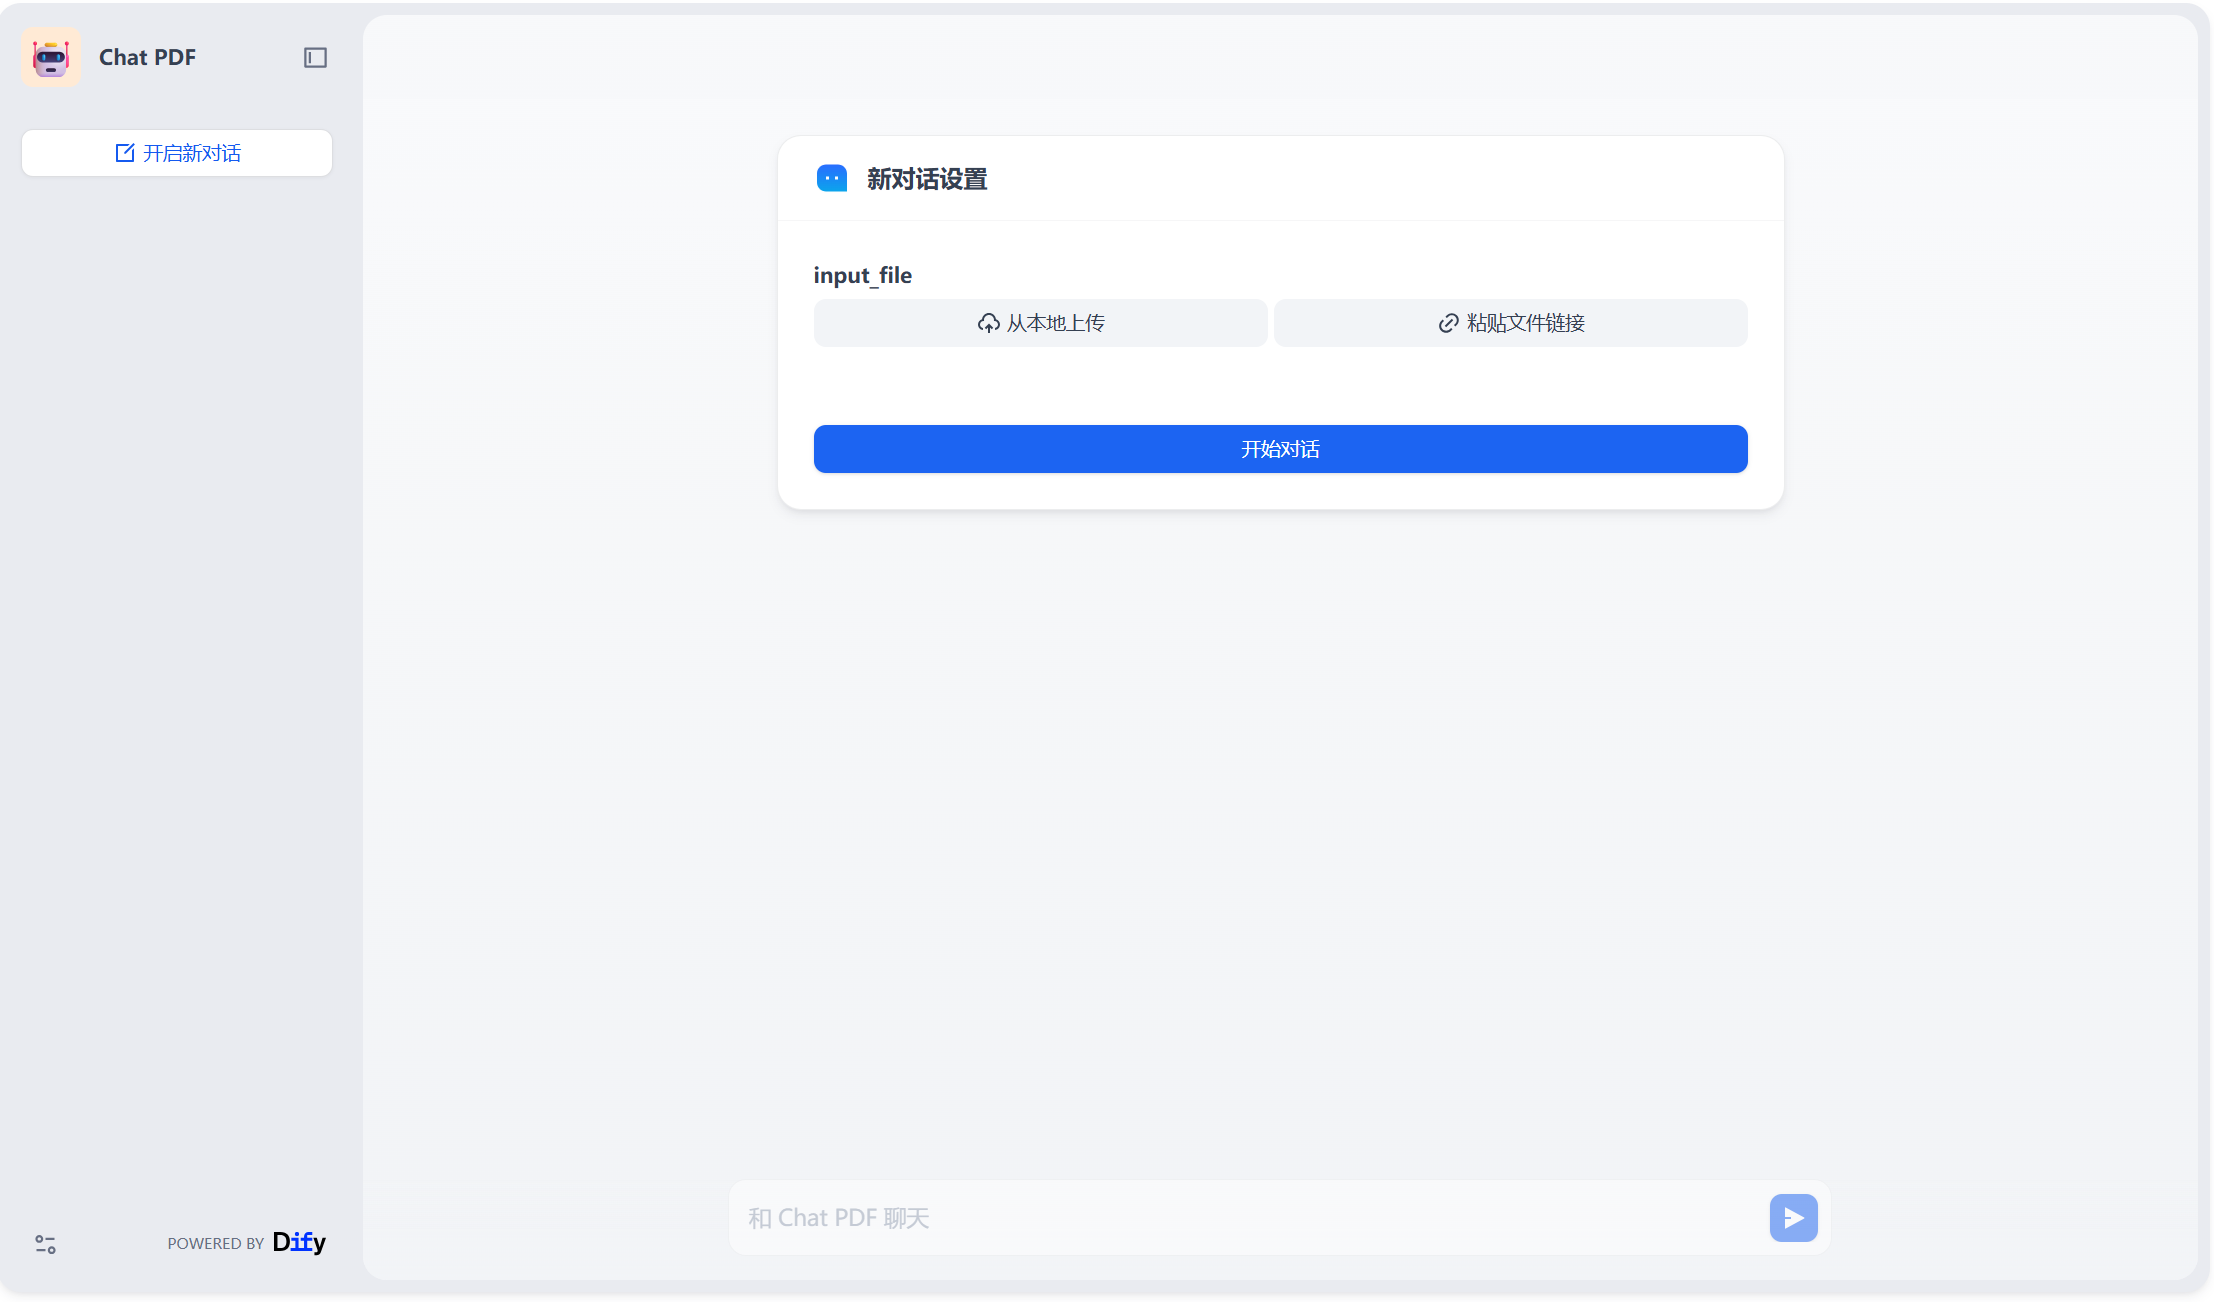 Chat PDF
开启新对话
新对话设置
input_file
从本地上传
粘贴文件链接
开始对话
和 Chat PDF 聊天
POWERED BY Dify